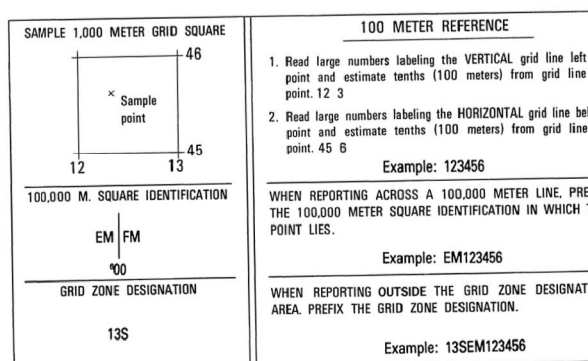 SAMPLE 1,000 METER GRID SQUARE
46
× Sample
point
45
12 13
100,000 M. SQUARE IDENTIFICATION
EM FM
⁶00
GRID ZONE DESIGNATION
13S
100 METER REFERENCE
1. Read large numbers labeling the VERTICAL grid line left
point and estimate tenths (100 meters) from grid line
point. 12 3
2. Read large numbers labeling the HORIZONTAL grid line bel
point and estimate tenths (100 meters) from grid line
point. 45 6
Example: 123456
WHEN REPORTING ACROSS A 100,000 METER LINE, PRE
THE 100,000 METER SQUARE IDENTIFICATION IN WHICH T
POINT LIES.
Example: EM123456
WHEN REPORTING OUTSIDE THE GRID ZONE DESIGNAT
AREA. PREFIX THE GRID ZONE DESIGNATION.
Example: 13SEM123456